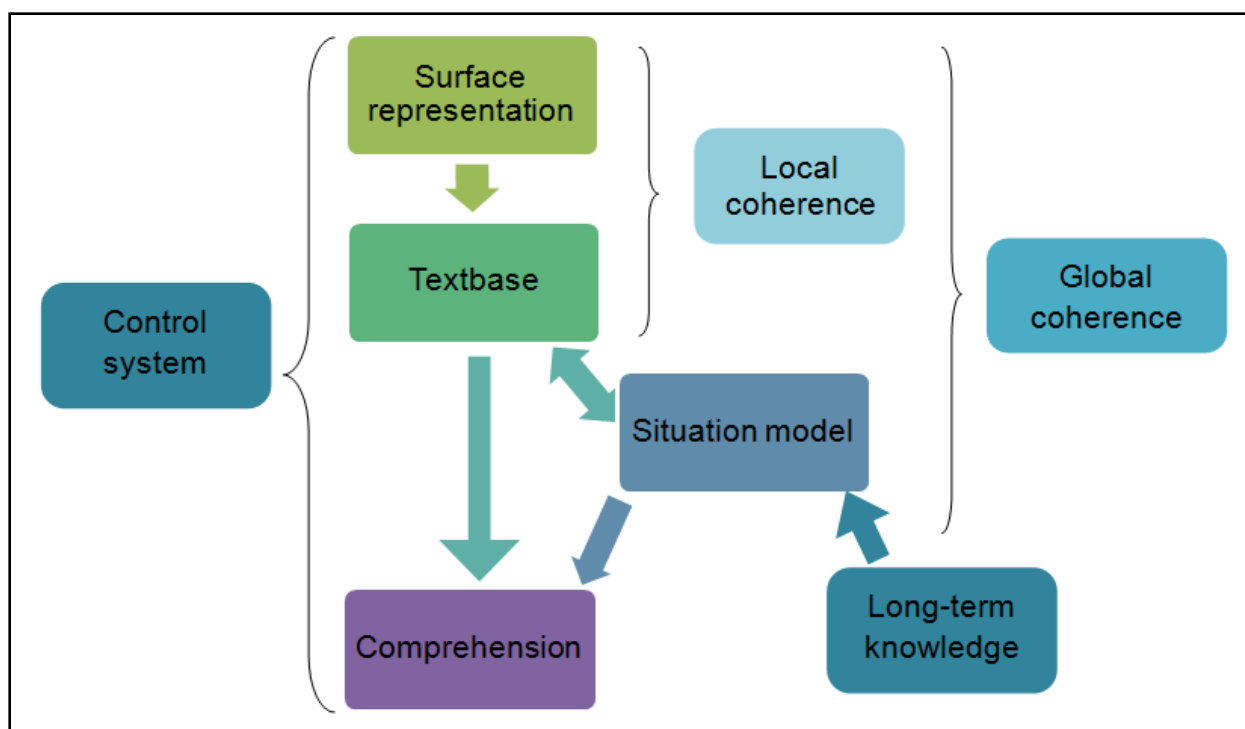 Surface
representation
Local
coherence
Textbase
Global
coherence
Control
system
Situation model
Long-term
knowledge
Comprehension